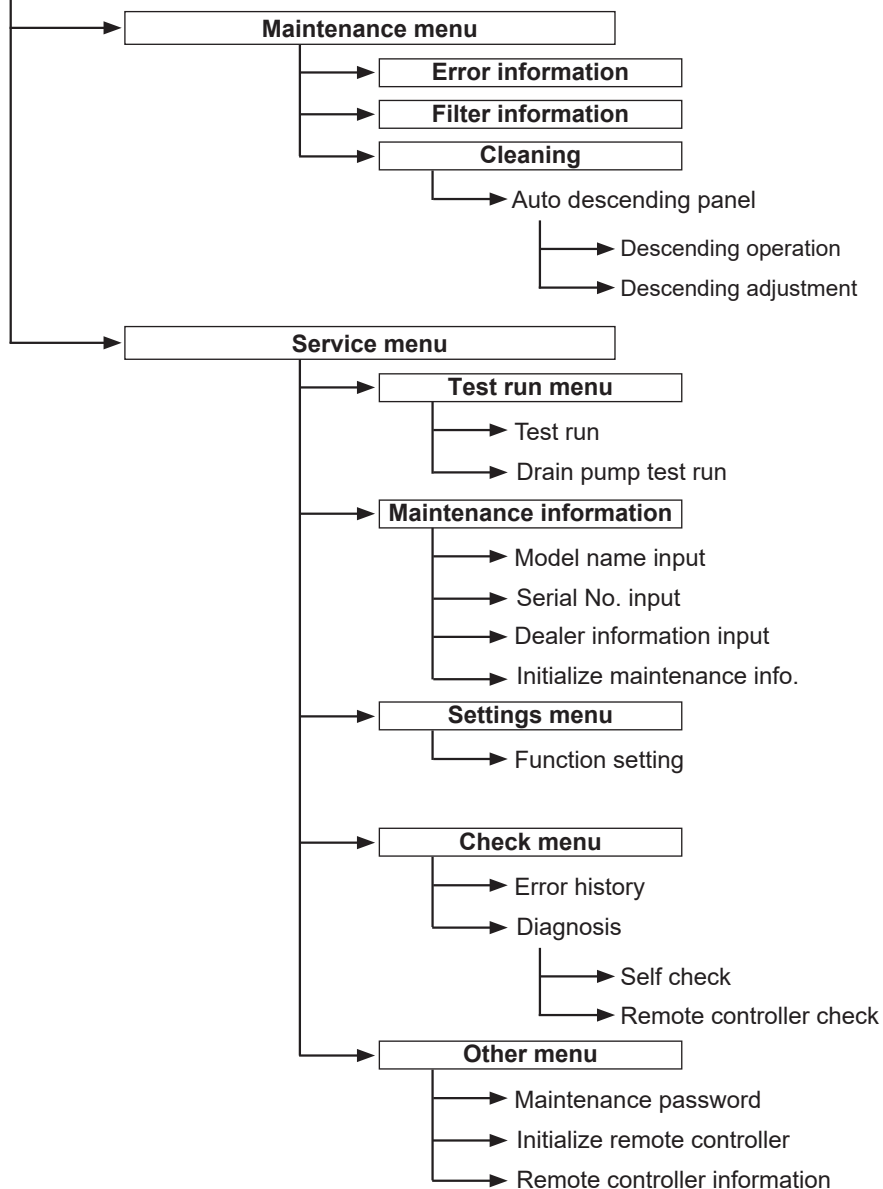 Maintenance menu
Error information
Filter information
Cleaning
Auto descending panel
Descending operation
Descending adjustment
Service menu
Test run menu
Test run
Drain pump test run
Maintenance information
Model name input
Serial No. input
Dealer information input
Initialize maintenance info.
Settings menu
Function setting
Check menu
Error history
Diagnosis
Self check
Remote controller check
Other menu
Maintenance password
Initialize remote controller
Remote controller information